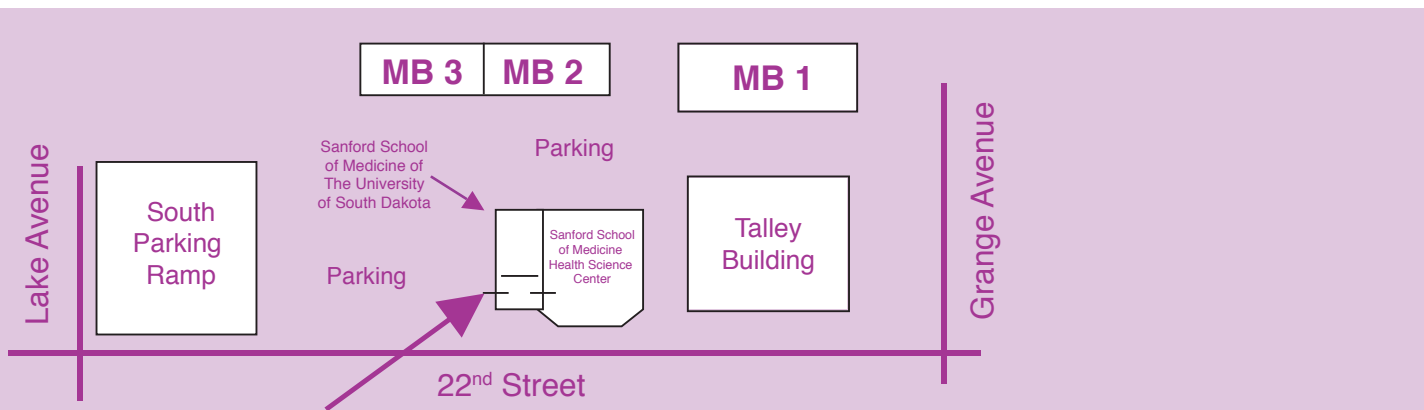 MB 3
MB 2
MB 1
Sanford School
of Medicine of
The University
of South Dakota
Parking
Lake Avenue
South
Parking
Ramp
Parking
Sanford School
of Medicine
Health Science
Center
Talley
Building
Grange Avenue
22nd Street